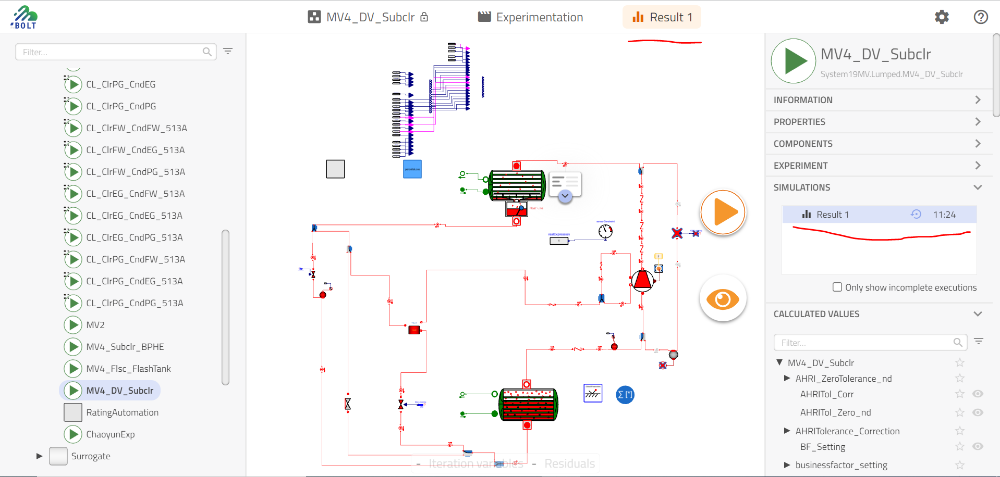 BOLT
MV4_DV_Subclr
Experimentation
Result 1
Filter...
CL_ClrPG_CndEG
CL_ClrPG_CndPG
CL_ClrFW_CndFW_513A
CL_ClrFW_CndEG_513A
CL_ClrFW_CndPG_513A
CL_ClrEG_CndFW_513A
CL_ClrEG_CndEG_513A
CL_ClrEG_CndPG_513A
CL_ClrPG_CndFW_513A
CL_ClrPG_CndEG_513A
CL_ClrPG_CndPG_513A
MV2
MV4_Subclr_BPHE
MV4_Flsc_FlashTank
MV4_DV_Subclr
RatingAutomation
ChaoyunExp
Surrogate
realExpression
Σ [*]
- Iteration variables - Residuals
MV4_DV_Subclr
System19MV.Lumped.MV4_DV_Subclr
INFORMATION
PROPERTIES
COMPONENTS
EXPERIMENT
SIMULATIONS
Result 1 11:24
Only show incomplete executions
CALCULATED VALUES
Filter...
MV4_DV_Subclr
AHRI_ZeroTolerance_nd
AHRITol_Corr
AHRITol_Zero_nd
AHRITolerance_Correction
BF_Setting
businessfactor_setting